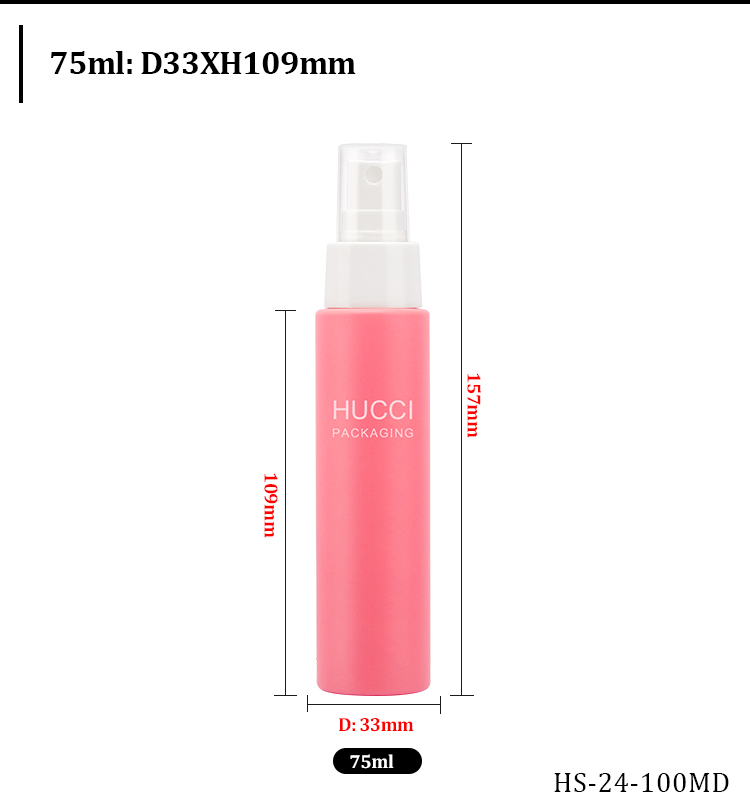 75ml: D33XH109mm
157mm
HUCCI
PACKAGING
109mm
D: 33mm
75ml
HS-24-100MD